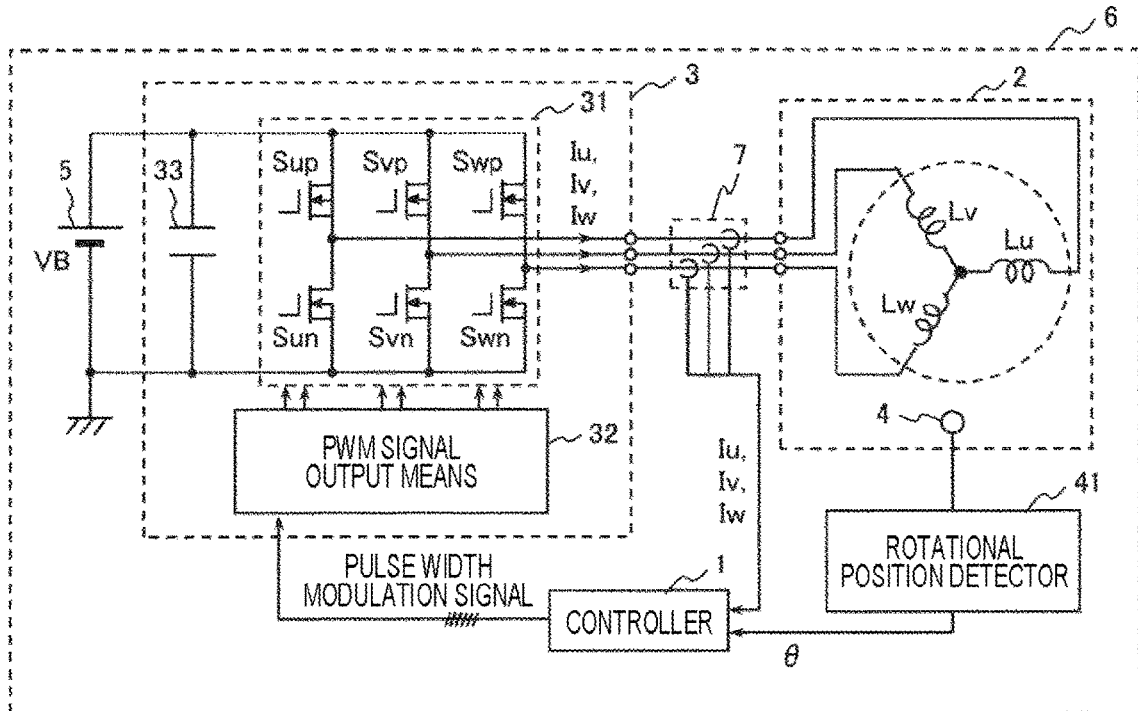 6
3
2
31
5
33
Sup
Svp
Swp
Iu,
Iv,
Iw
7
Lv
Lu
Lw
VB
Sun
Svn
Swn
4
PWM SIGNAL
OUTPUT MEANS
32
Iu,
Iv,
Iw
41
ROTATIONAL
POSITION DETECTOR
PULSE WIDTH
MODULATION SIGNAL
1
CONTROLLER
θ